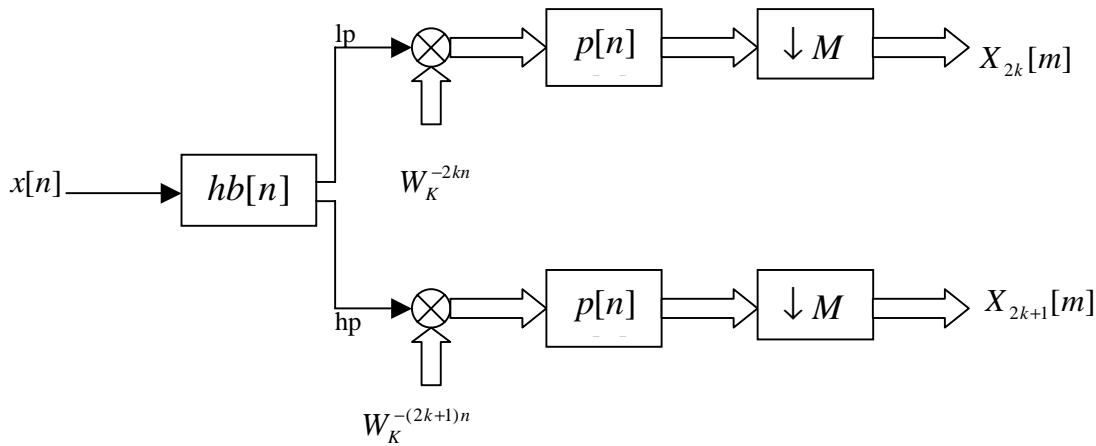 lp
p[n]
↓ M
X_{2k}[m]
W_K^{-2kn}
x[n]
hb[n]
hp
p[n]
↓ M
X_{2k+1}[m]
W_K^{-(2k+1)n}